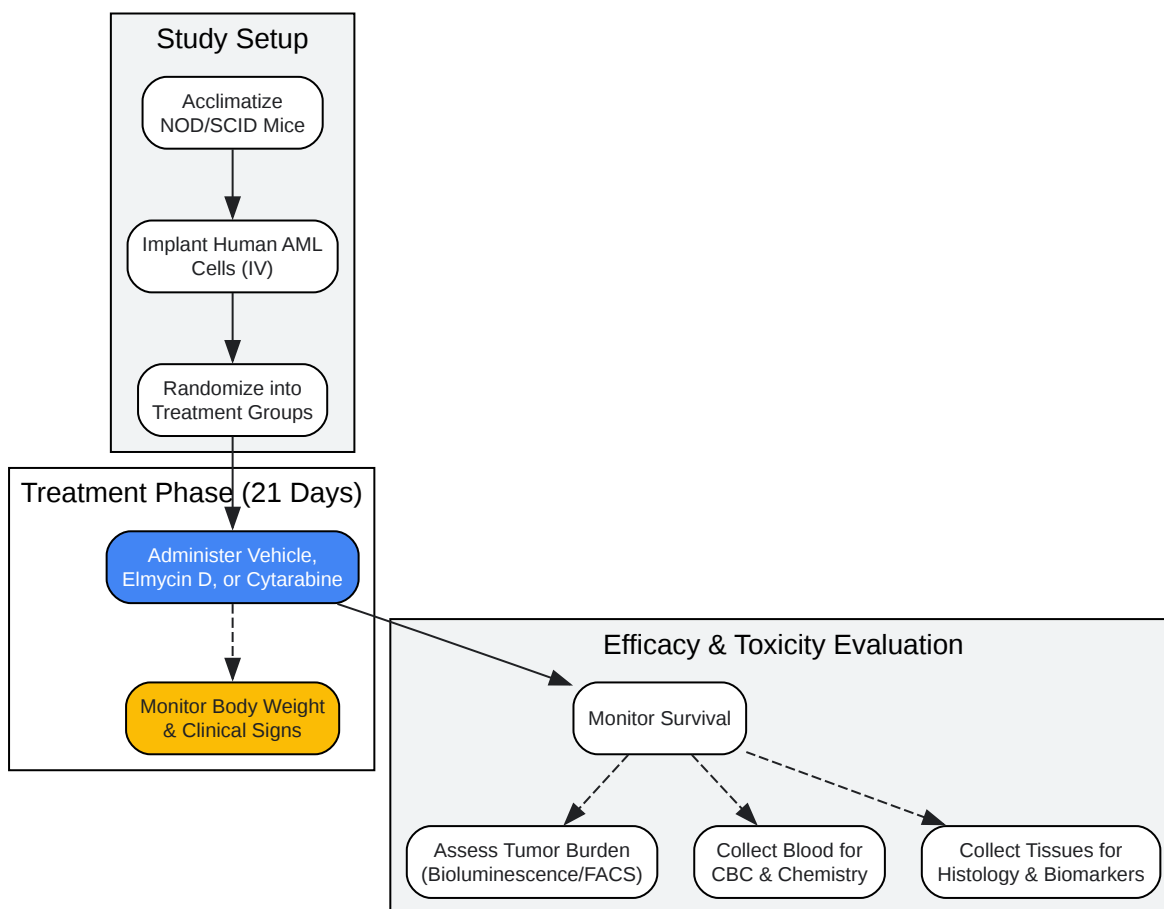 Study Setup
Acclimatize
NOD/SCID Mice
Implant Human AML
Cells (IV)
Randomize into
Treatment Groups
Treatment Phase (21 Days)
Administer Vehicle,
Elmycin D, or Cytarabine
Monitor Body Weight
& Clinical Signs
Efficacy & Toxicity Evaluation
Monitor Survival
Assess Tumor Burden
(Bioluminescence/FACS)
Collect Blood for
CBC & Chemistry
Collect Tissues for
Histology & Biomarkers